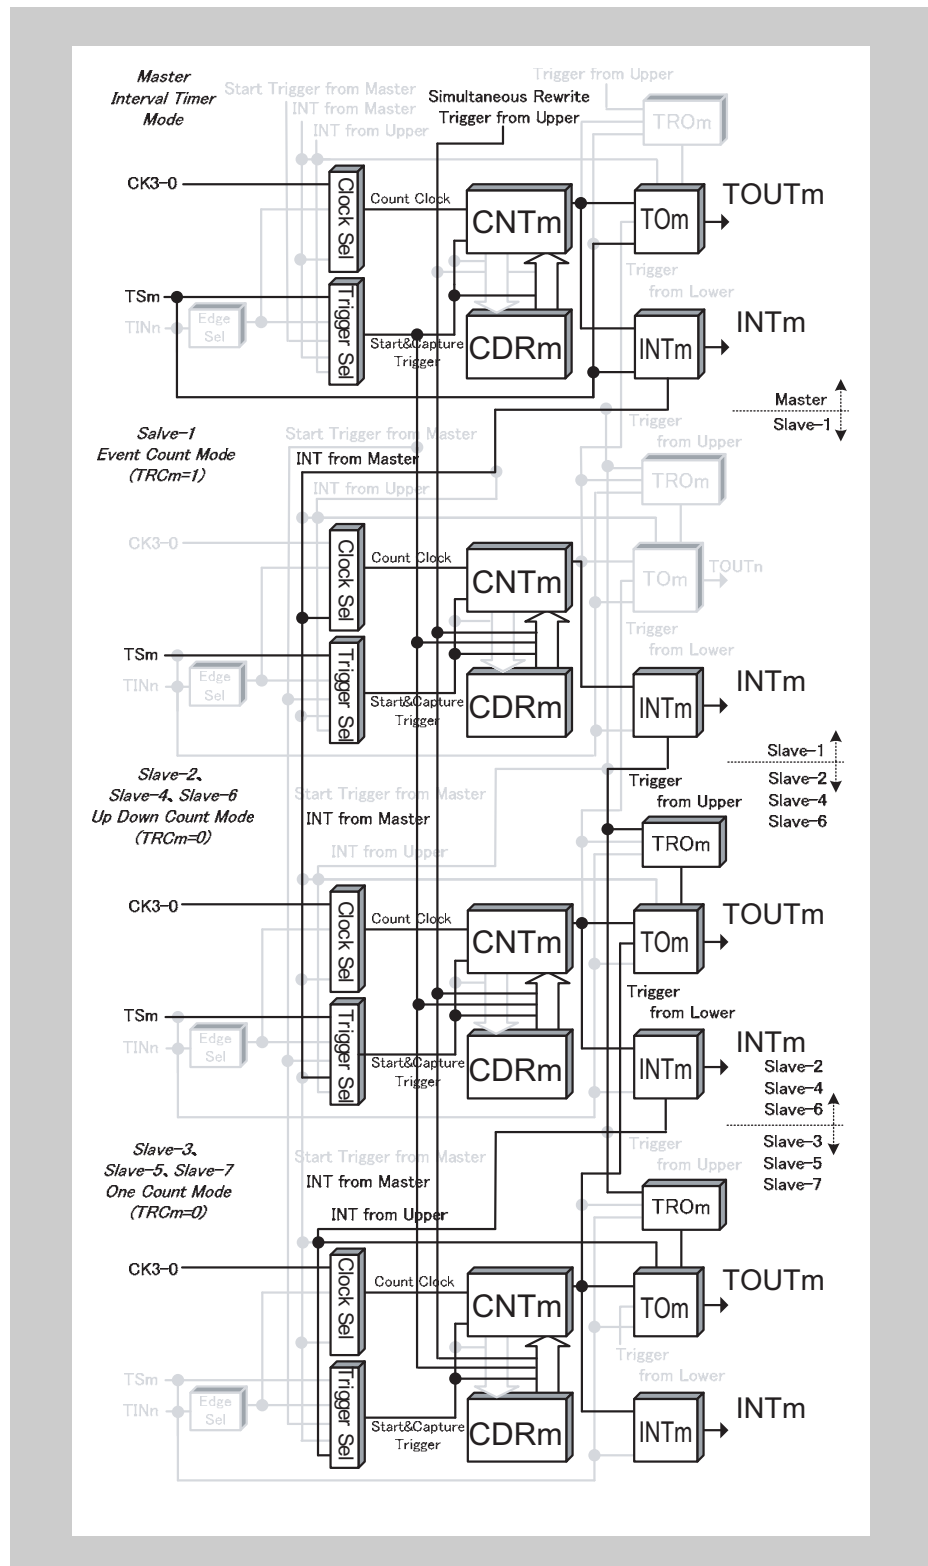 Master
Interval Timer
Mode
Start Trigger from Master
INT from Master
INT from Upper
Simultaneous Rewrite
Trigger from Upper
Trigger from Upper
TROm
CK3-0
Clock Sel
Count Clock
CNTm
TOm
TOUTm
Trigger
from Lower
TSm
TINn
Edge
Sel
Trigger Sel
Start&Capture
Trigger
CDRm
INTm
INTm
Master
Slave-1
Salve-1
Event Count Mode
(TRCm=1)
Start Trigger from Master
INT from Master
INT from Upper
Trigger
from Upper
TROm
CK3-0
Clock Sel
Count Clock
CNTm
TOm
TOUTn
Trigger
from Lower
TSm
TINn
Edge
Sel
Trigger Sel
Start&Capture
Trigger
CDRm
INTm
INTm
Slave-1
Slave-2
Slave-4
Slave-6
Slave-2、
Slave-4、Slave-6
Up Down Count Mode
(TRCm=0)
Start Trigger from Master
INT from Master
INT from Upper
Trigger
from Upper
TROm
CK3-0
Clock Sel
Count Clock
CNTm
TOm
TOUTm
Trigger
from Lower
TSm
TINn
Edge
Sel
Trigger Sel
Start&Capture
Trigger
CDRm
INTm
INTm
Slave-2
Slave-4
Slave-6
Slave-3
Slave-5
Slave-7
Slave-3、
Slave-5、Slave-7
One Count Mode
(TRCm=0)
Start Trigger from Master
INT from Master
INT from Upper
Trigger
from Upper
TROm
CK3-0
Clock Sel
Count Clock
CNTm
TOm
TOUTm
Trigger
from Lower
TSm
TINn
Edge
Sel
Trigger Sel
Start&Capture
Trigger
CDRm
INTm
INTm